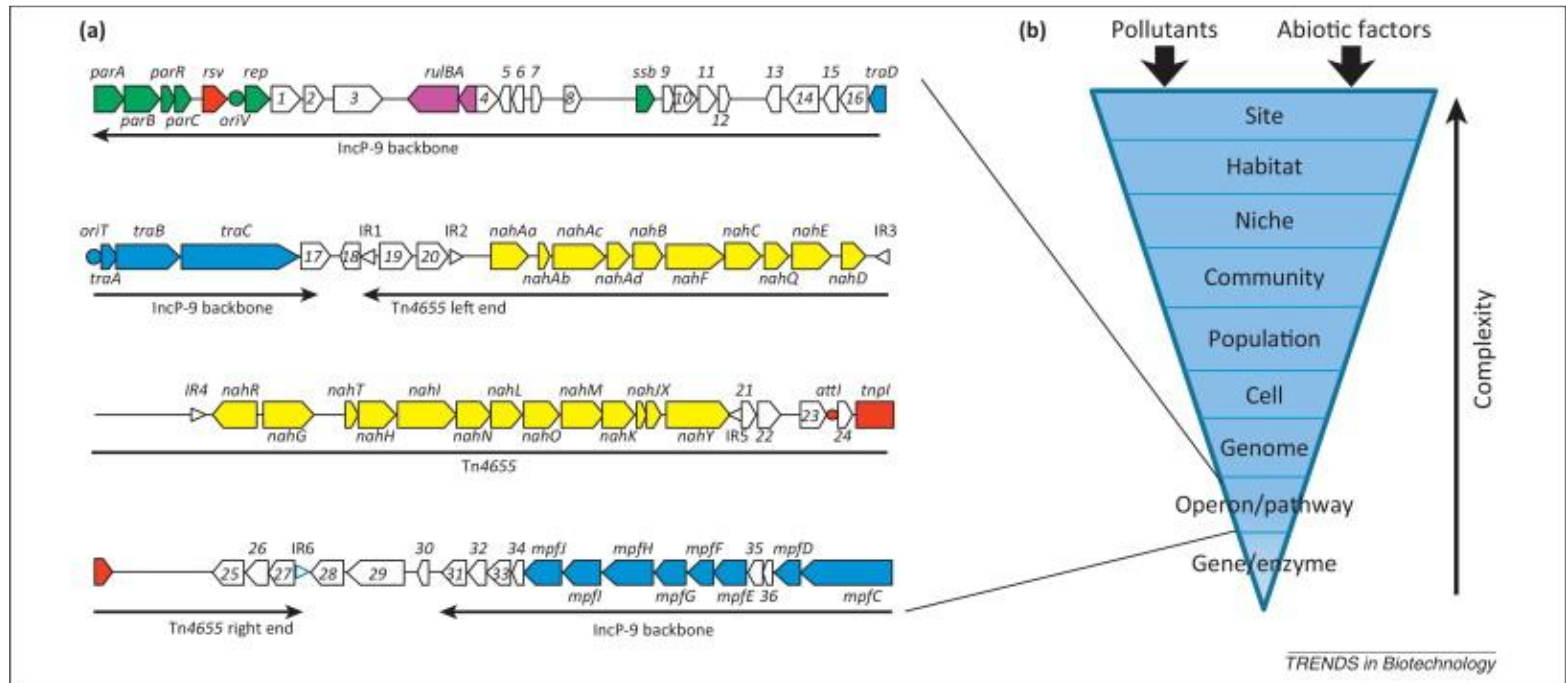 (a)
parA parR rsv rep rulBA 5 6 7 ssb 9 11 13 15 traD
1 2 3 4 8 10 14 16
parB parC oriV 12
IncP-9 backbone
oriT traB traC IR1 IR2 nahAa nahAc nahB nahC nahE IR3
17 18 19 20
traA nahAb nahAd nahF nahQ nahD
IncP-9 backbone Tn4655 left end
IR4 nahR nahT nahI nahL nahM nahJX 21 attI tnpI
23
nahG nahH nahN nahO nahK nahY IR5 22 24
Tn4655
26 IR6 30 32 34 mpfJ mpfH mpfF 35 mpfD
25 27 28 29 31 33
mpfI mpfG mpfE 36 mpfC
Tn4655 right end IncP-9 backbone
(b) Pollutants Abiotic factors
Site
Habitat
Niche
Community
Population
Cell
Genome
Operon/pathway
Gene/enzyme
Complexity
TRENDS in Biotechnology